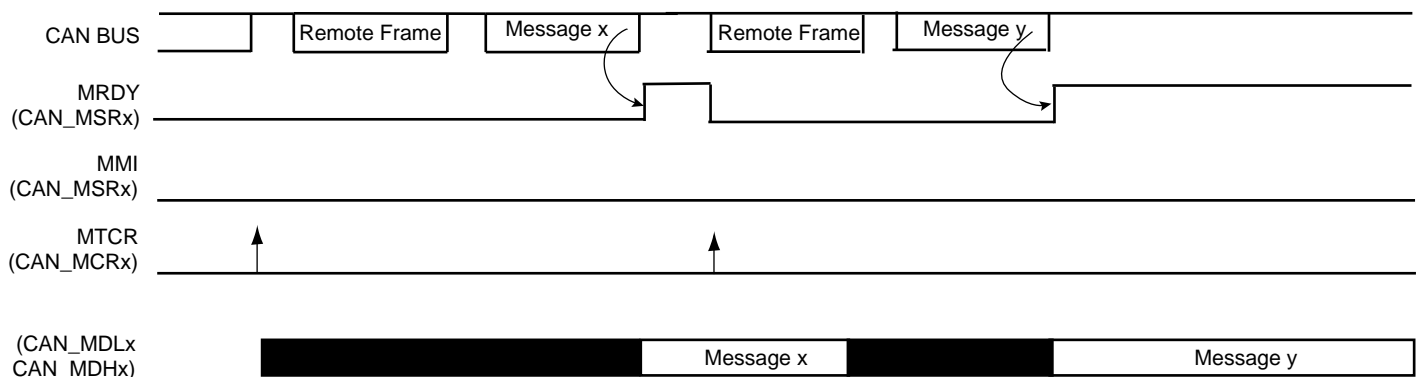 CAN BUS
Remote Frame
Message x
Remote Frame
Message y
MRDY
(CAN_MSRx)
MMI
(CAN_MSRx)
MTCR
(CAN_MCRx)
(CAN_MDLx
CAN_MDHx)
Message x
Message y